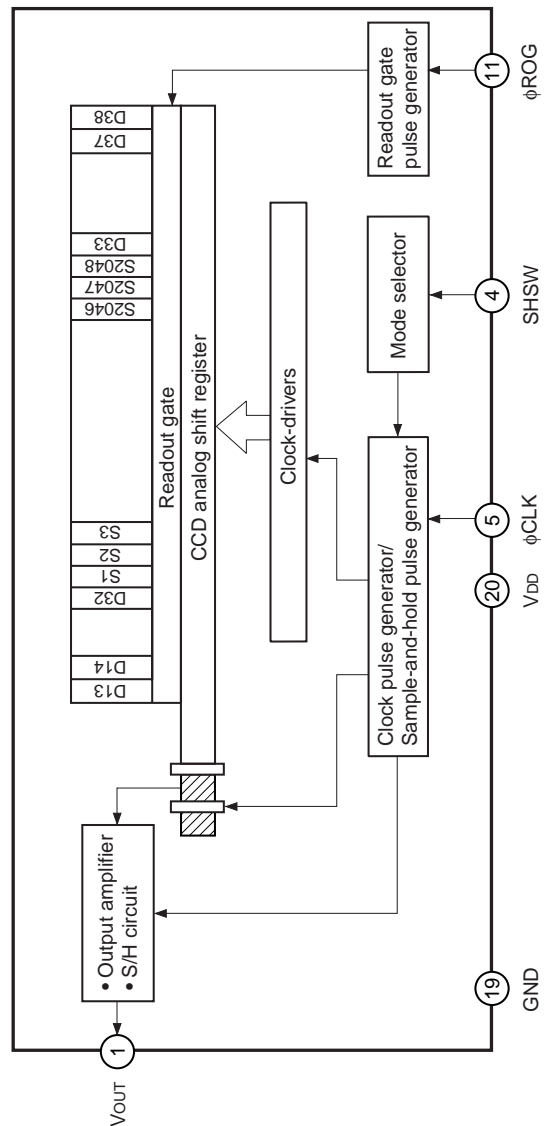 D13
D14
D32
S1
S2
S3
S2046
S2047
S2048
D33
D37
D38
Readout gate
CCD analog shift register
• Output amplifier
• S/H circuit
Clock-drivers
Clock pulse generator/
Sample-and-hold pulse generator
Mode selector
Readout gate
pulse generator
1
VOUT
19
GND
20
VDD
5
ϕCLK
4
SHSW
11
ϕROG